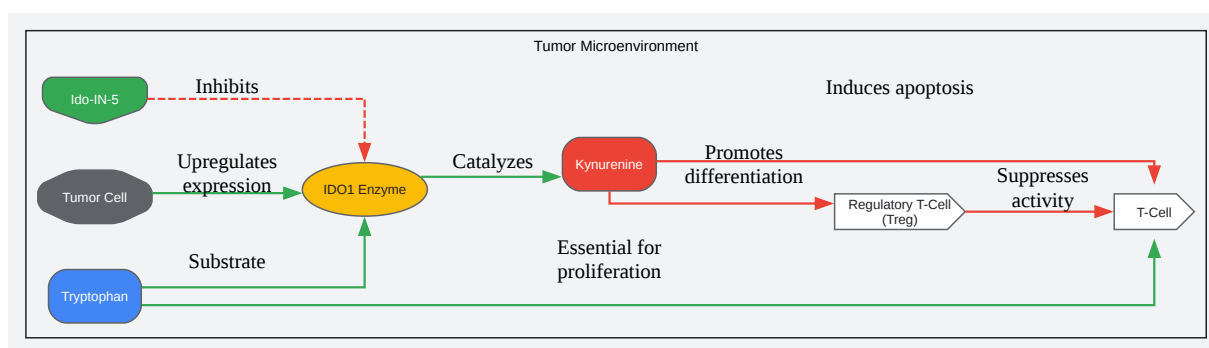 Tumor Microenvironment
Inhibits
Induces apoptosis
Ido-IN-5
Upregulates
expression
Catalyzes
Kynurenine
Promotes
differentiation
Suppresses
activity
Tumor Cell
IDO1 Enzyme
Regulatory T-Cell
(Treg)
T-Cell
Substrate
Essential for
proliferation
Tryptophan